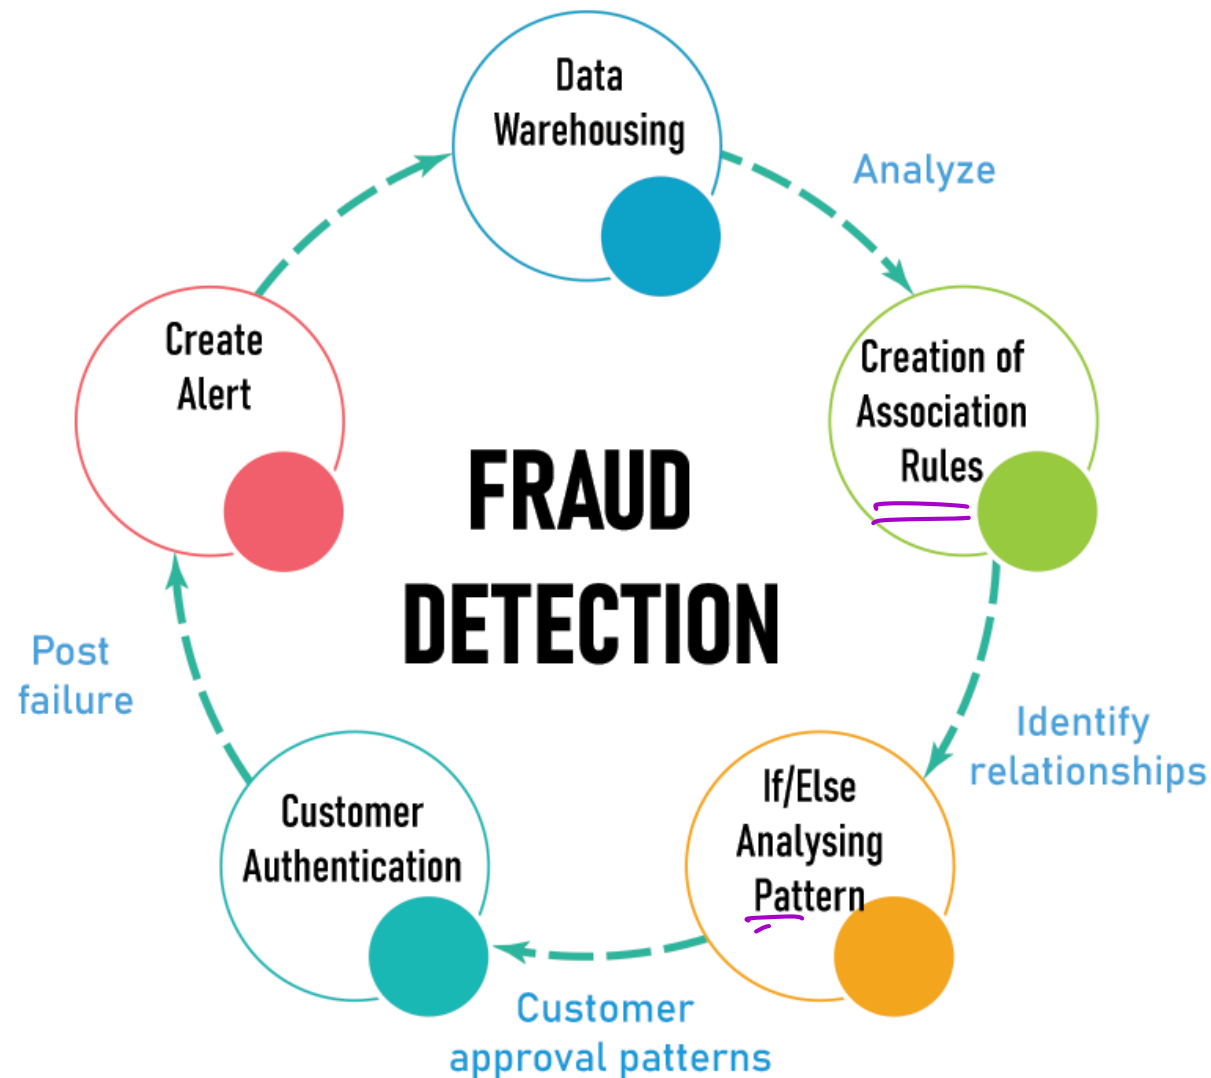 Data
Warehousing
Analyze
Creation of
Association
Rules
Identify
relationships
If/Else
Analysing
Pattern
Customer
approval patterns
Customer
Authentication
Post
failure
Create
Alert
FRAUD
DETECTION